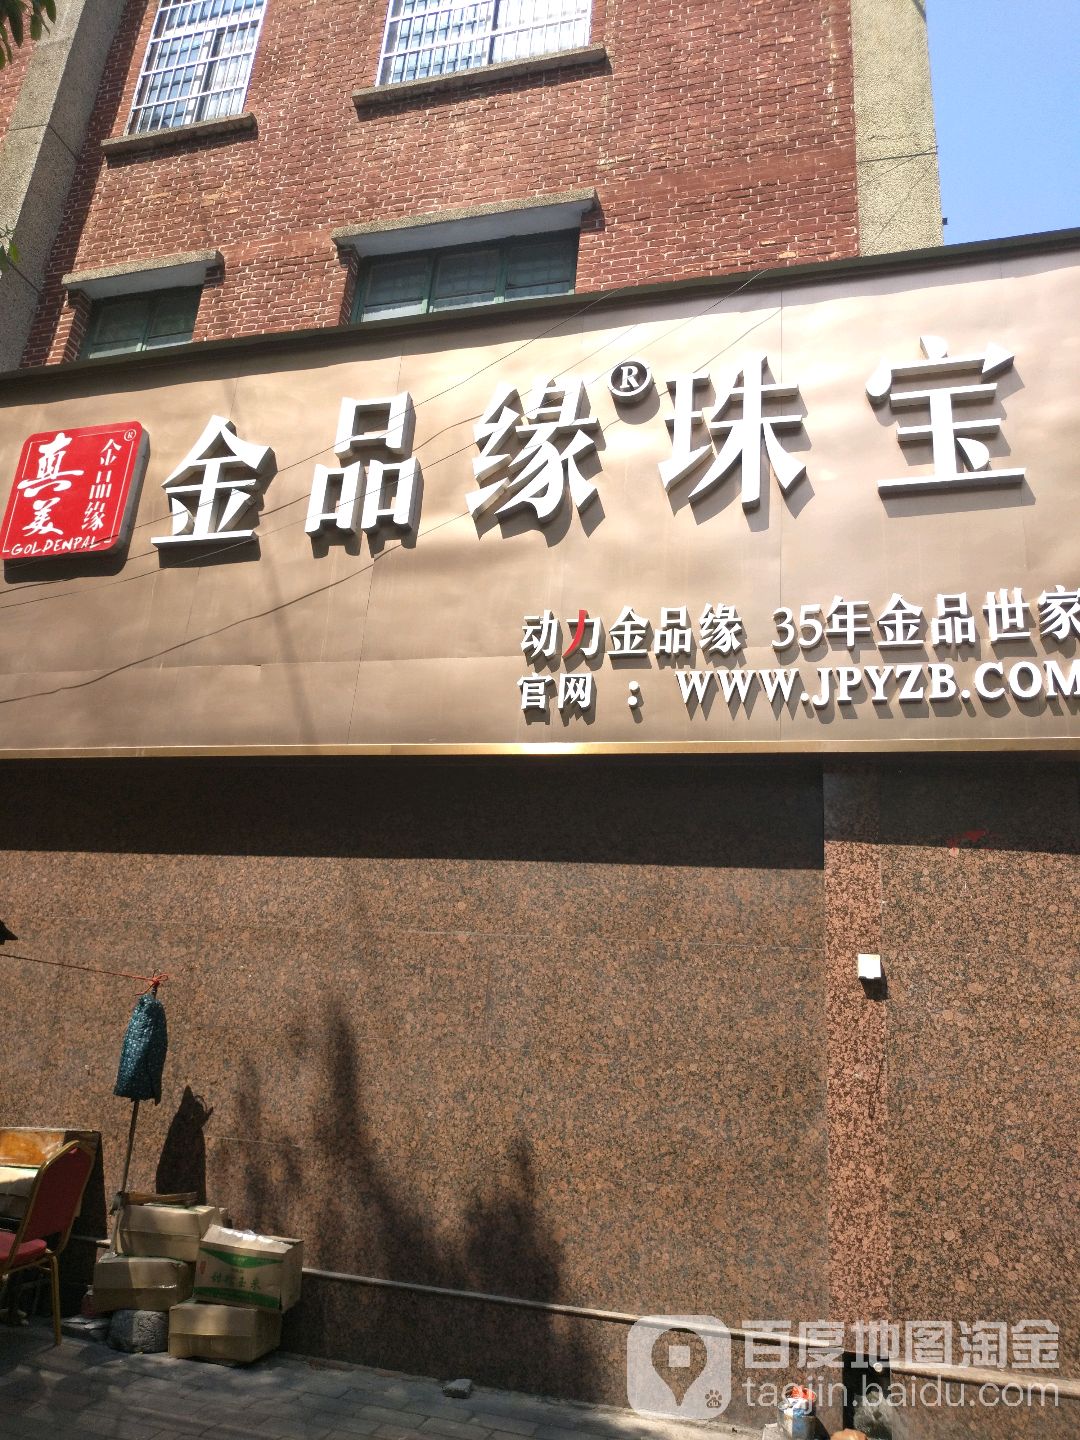 真美
金品缘®
GOLDENPAL
金品缘®珠宝
动力金品缘 35年金品世家
官网：WWW.JPYZB.COM
百度地图淘金
taojin.baidu.com